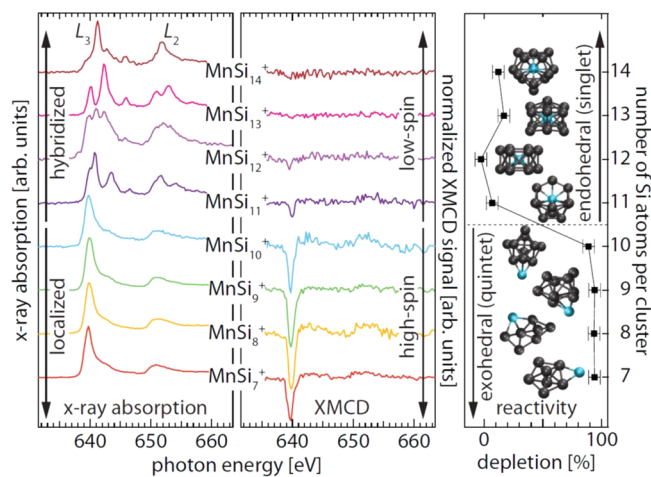 L₃
L₂
MnSi₁₄⁺
MnSi₁₃⁺
MnSi₁₂⁺
MnSi₁₁⁺
MnSi₁₀⁺
MnSi₉⁺
MnSi₈⁺
MnSi₇⁺
x-ray absorption [arb. units]
hybridized
localized
x-ray absorption
640
650
660
low-spin
high-spin
XMCD
640
650
660
photon energy [eV]
normalized XMCD signal [arb. units]
14
13
12
11
10
9
8
7
endohedral (singlet)
exohedral (quintet)
number of Si atoms per cluster
reactivity
0
100
depletion [%]